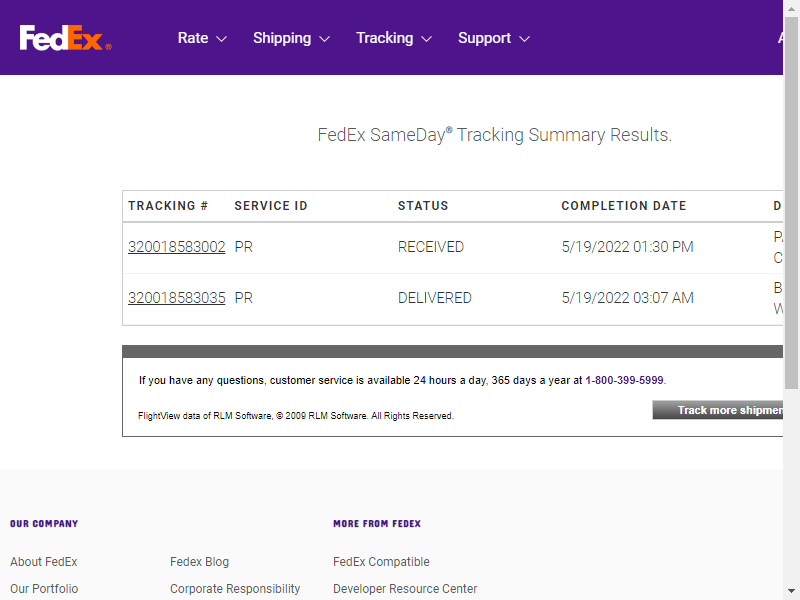 FedEx®
Rate Shipping Tracking Support
FedEx SameDay® Tracking Summary Results.
TRACKING # SERVICE ID STATUS COMPLETION DATE
320018583002 PR RECEIVED 5/19/2022 01:30 PM
320018583035 PR DELIVERED 5/19/2022 03:07 AM
If you have any questions, customer service is available 24 hours a day, 365 days a year at 1-800-399-5999.
FlightView data of RLM Software, © 2009 RLM Software. All Rights Reserved.
Track more shipmen
OUR COMPANY MORE FROM FEDEX
About FedEx Fedex Blog FedEx Compatible
Our Portfolio Corporate Responsibility Developer Resource Center